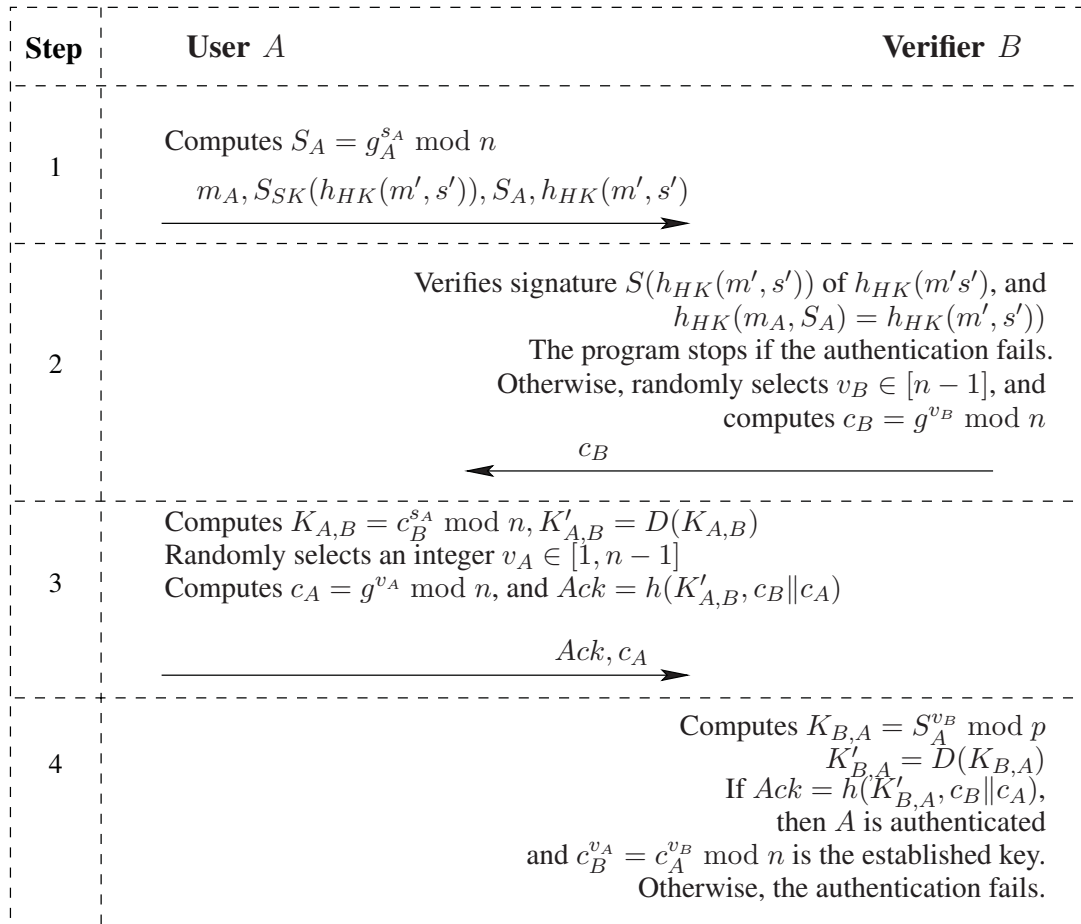 Step User A Verifier B
1
Computes S_A = g_A^{s_A} mod n
m_A, S_{SK}(h_{HK}(m′, s′)), S_A, h_{HK}(m′, s′)
2
Verifies signature S(h_{HK}(m′, s′)) of h_{HK}(m′s′), and
h_{HK}(m_A, S_A) = h_{HK}(m′, s′))
The program stops if the authentication fails.
Otherwise, randomly selects v_B ∈ [n − 1], and
computes c_B = g^{v_B} mod n
c_B
3
Computes K_{A,B} = c_B^{s_A} mod n, K′_{A,B} = D(K_{A,B})
Randomly selects an integer v_A ∈ [1, n − 1]
Computes c_A = g^{v_A} mod n, and Ack = h(K′_{A,B}, c_B‖c_A)
Ack, c_A
4
Computes K_{B,A} = S_A^{v_B} mod p
K′_{B,A} = D(K_{B,A})
If Ack = h(K′_{B,A}, c_B‖c_A),
then A is authenticated
and c_B^{v_A} = c_A^{v_B} mod n is the established key.
Otherwise, the authentication fails.